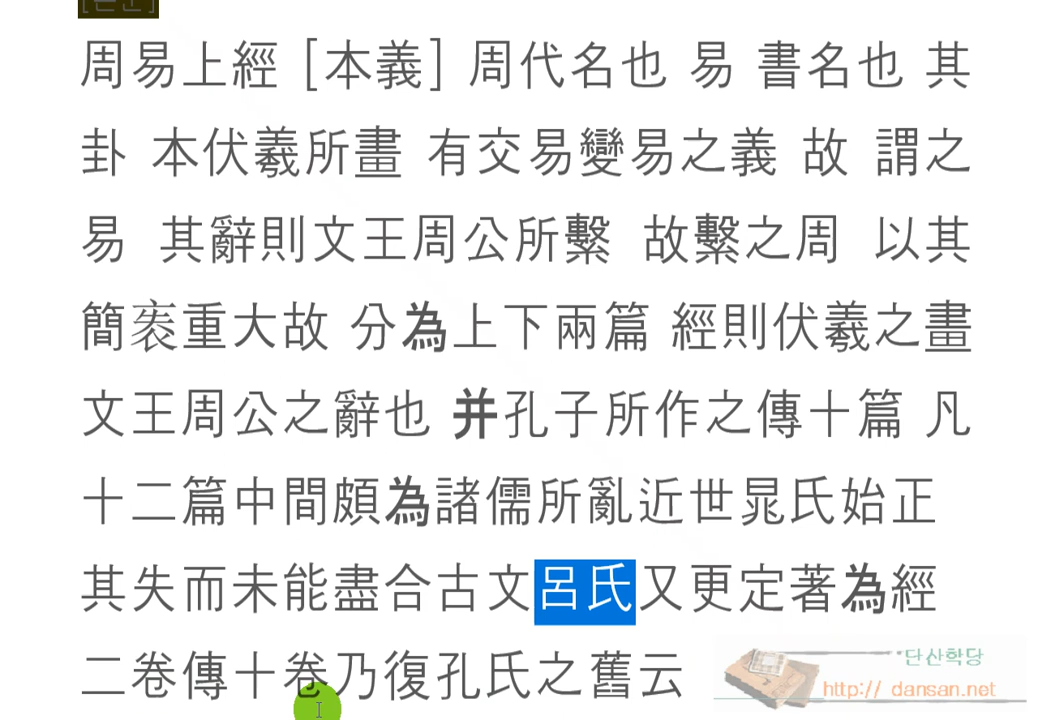 周易上經 [本義] 周代名也 易 書名也 其
卦 本伏羲所畫 有交易變易之義 故 謂之
易 其辭則文王周公所繫 故繫之周 以其
簡袠重大故 分為上下兩篇 經則伏羲之畫
文王周公之辭也 并孔子所作之傳十篇 凡
十二篇中間頗為諸儒所亂近世晁氏始正
其失而未能盡合古文呂氏又更定著為經
二卷傳十卷乃復孔氏之舊云
단산학당
http:// dansan.net